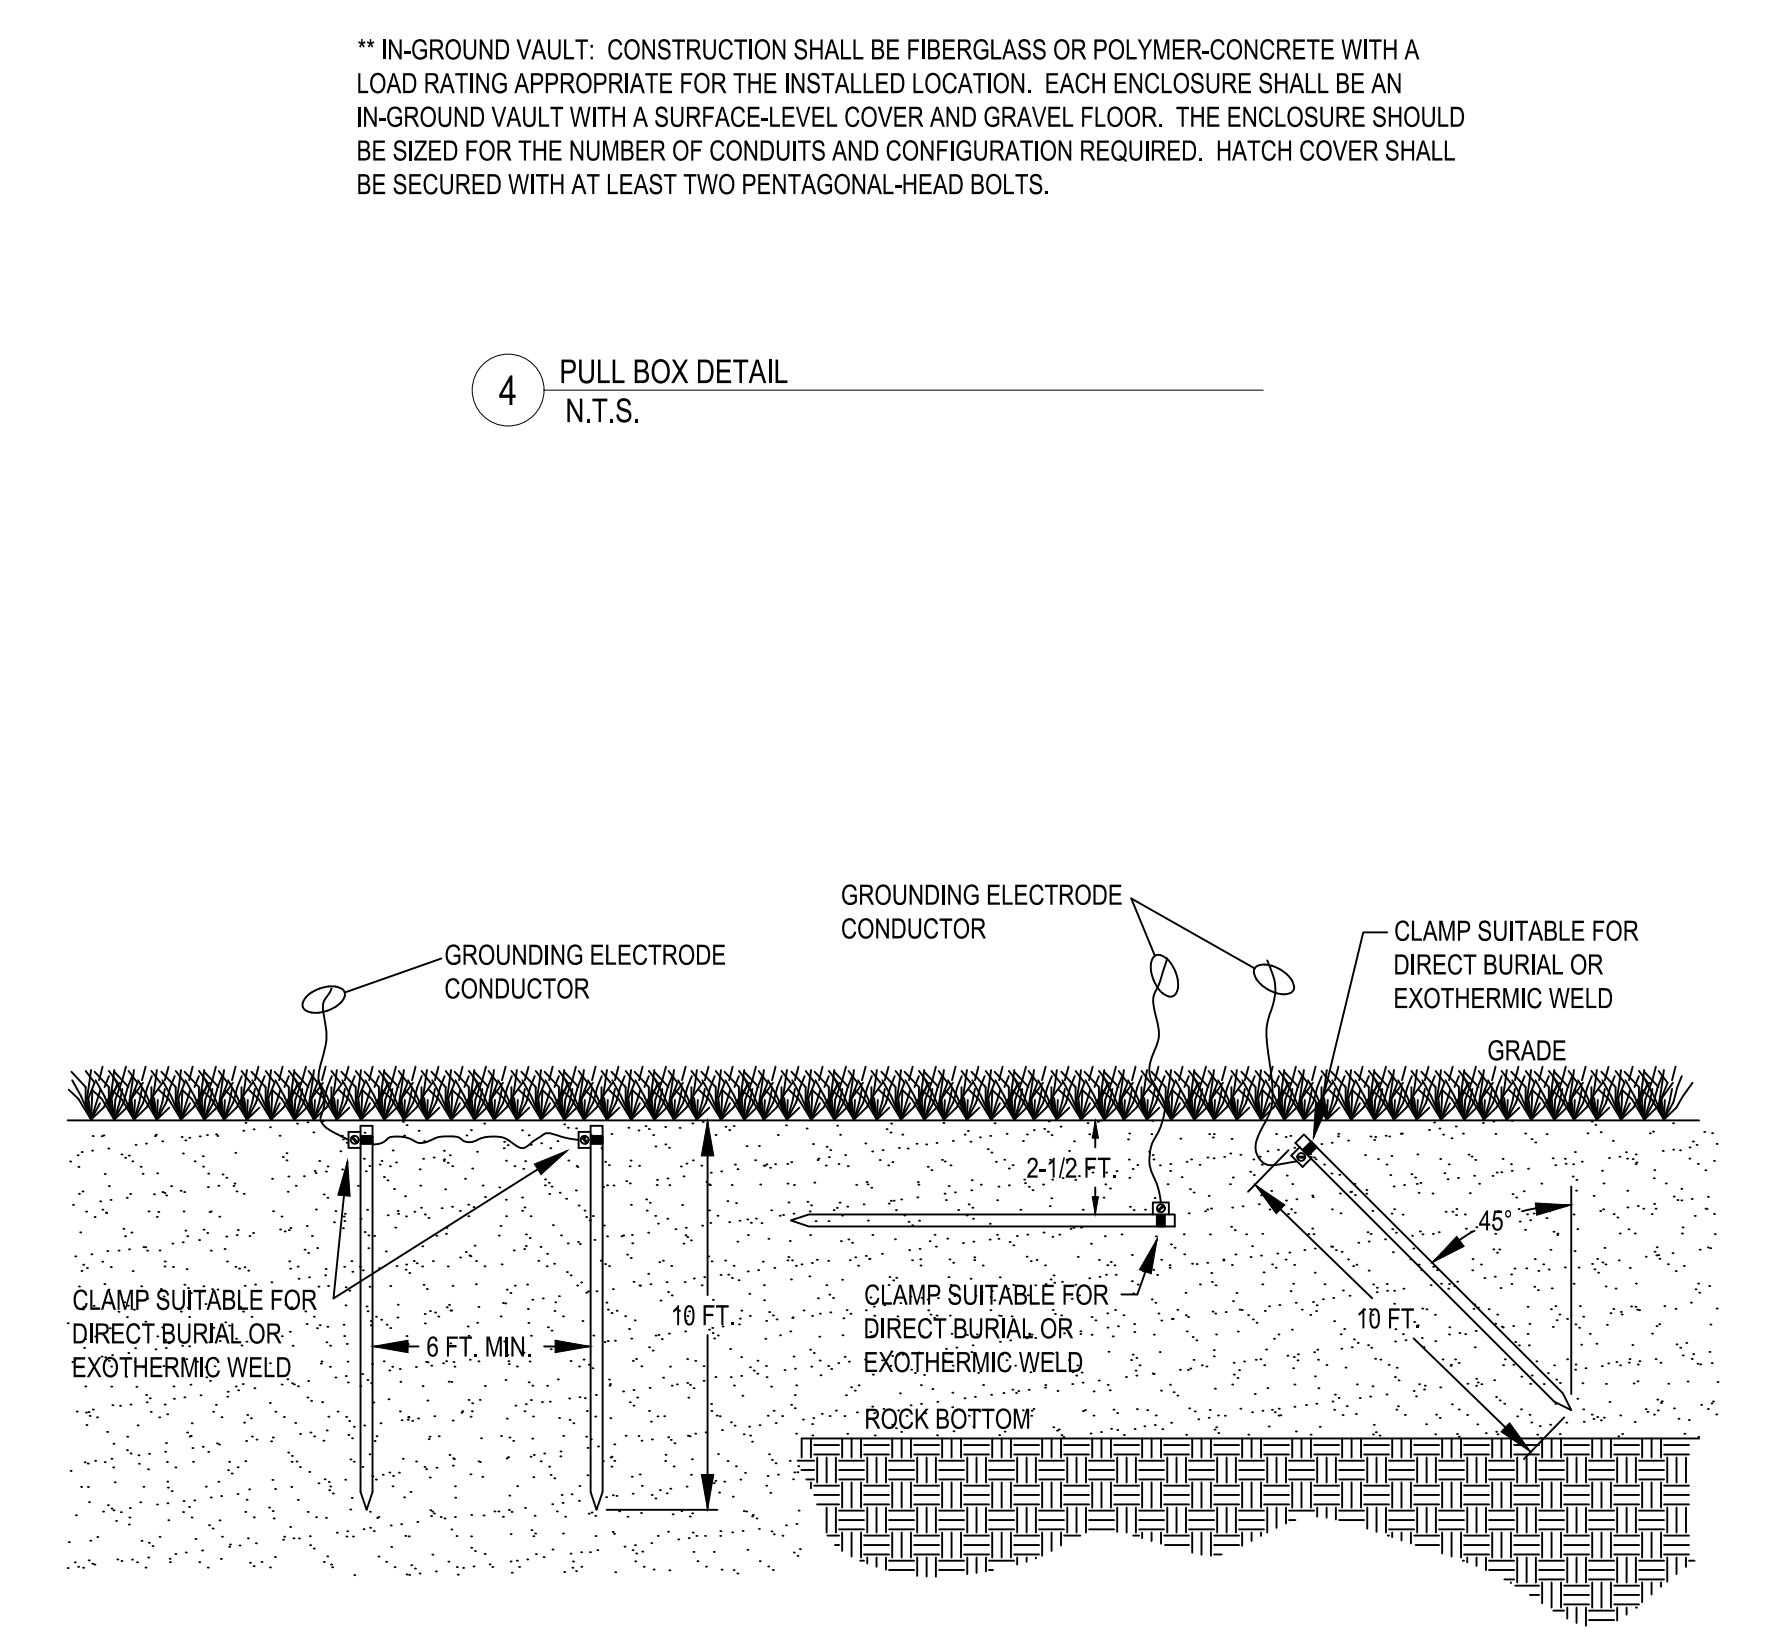 ** IN-GROUND VAULT: CONSTRUCTION SHALL BE FIBERGLASS OR POLYMER-CONCRETE WITH A
LOAD RATING APPROPRIATE FOR THE INSTALLED LOCATION. EACH ENCLOSURE SHALL BE AN
IN-GROUND VAULT WITH A SURFACE-LEVEL COVER AND GRAVEL FLOOR. THE ENCLOSURE SHOULD
BE SIZED FOR THE NUMBER OF CONDUITS AND CONFIGURATION REQUIRED. HATCH COVER SHALL
BE SECURED WITH AT LEAST TWO PENTAGONAL-HEAD BOLTS.
4
PULL BOX DETAIL
N.T.S.
GROUNDING ELECTRODE
CONDUCTOR
GROUNDING ELECTRODE
CONDUCTOR
CLAMP SUITABLE FOR
DIRECT BURIAL OR
EXOTHERMIC WELD
GRADE
2-1/2 FT.
45°
CLAMP SUITABLE FOR
DIRECT BURIAL OR
EXOTHERMIC WELD
6 FT. MIN.
10 FT.
CLAMP SUITABLE FOR
DIRECT BURIAL OR
EXOTHERMIC WELD
10 FT.
ROCK BOTTOM